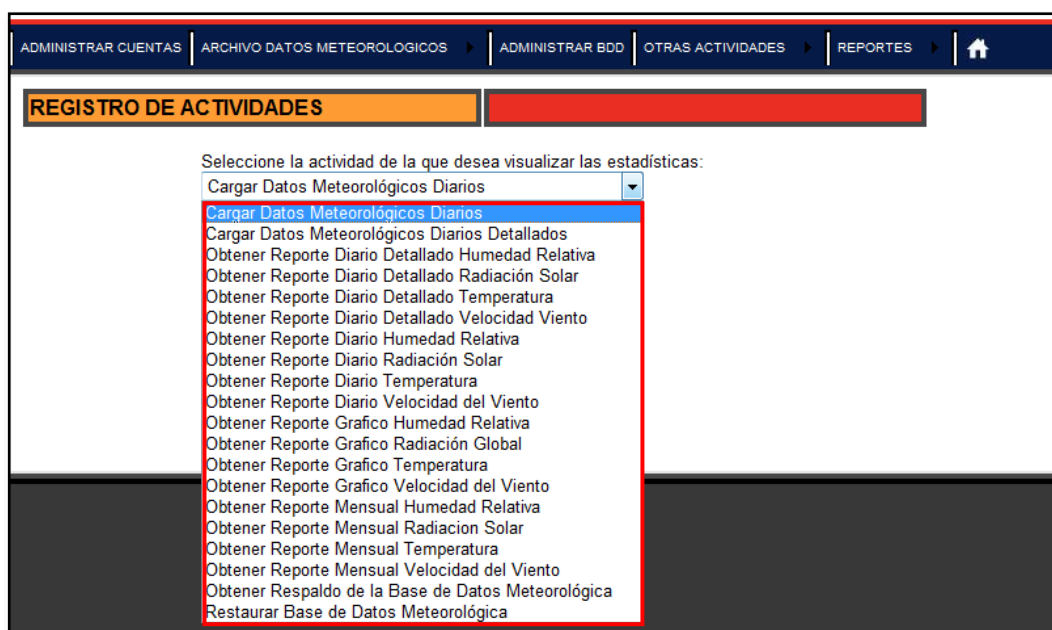 ADMINISTRAR CUENTAS ARCHIVO DATOS METEOROLOGICOS ADMINISTRAR BDD OTRAS ACTIVIDADES REPORTES
REGISTRO DE ACTIVIDADES
Seleccione la actividad de la que desea visualizar las estadísticas:
Cargar Datos Meteorológicos Diarios
Cargar Datos Meteorológicos Diarios
Cargar Datos Meteorológicos Diarios Detallados
Obtener Reporte Diario Detallado Humedad Relativa
Obtener Reporte Diario Detallado Radiación Solar
Obtener Reporte Diario Detallado Temperatura
Obtener Reporte Diario Detallado Velocidad Viento
Obtener Reporte Diario Humedad Relativa
Obtener Reporte Diario Radiación Solar
Obtener Reporte Diario Temperatura
Obtener Reporte Diario Velocidad del Viento
Obtener Reporte Grafico Humedad Relativa
Obtener Reporte Grafico Radiación Global
Obtener Reporte Grafico Temperatura
Obtener Reporte Grafico Velocidad del Viento
Obtener Reporte Mensual Humedad Relativa
Obtener Reporte Mensual Radiacion Solar
Obtener Reporte Mensual Temperatura
Obtener Reporte Mensual Velocidad del Viento
Obtener Respaldo de la Base de Datos Meteorológica
Restaurar Base de Datos Meteorológica